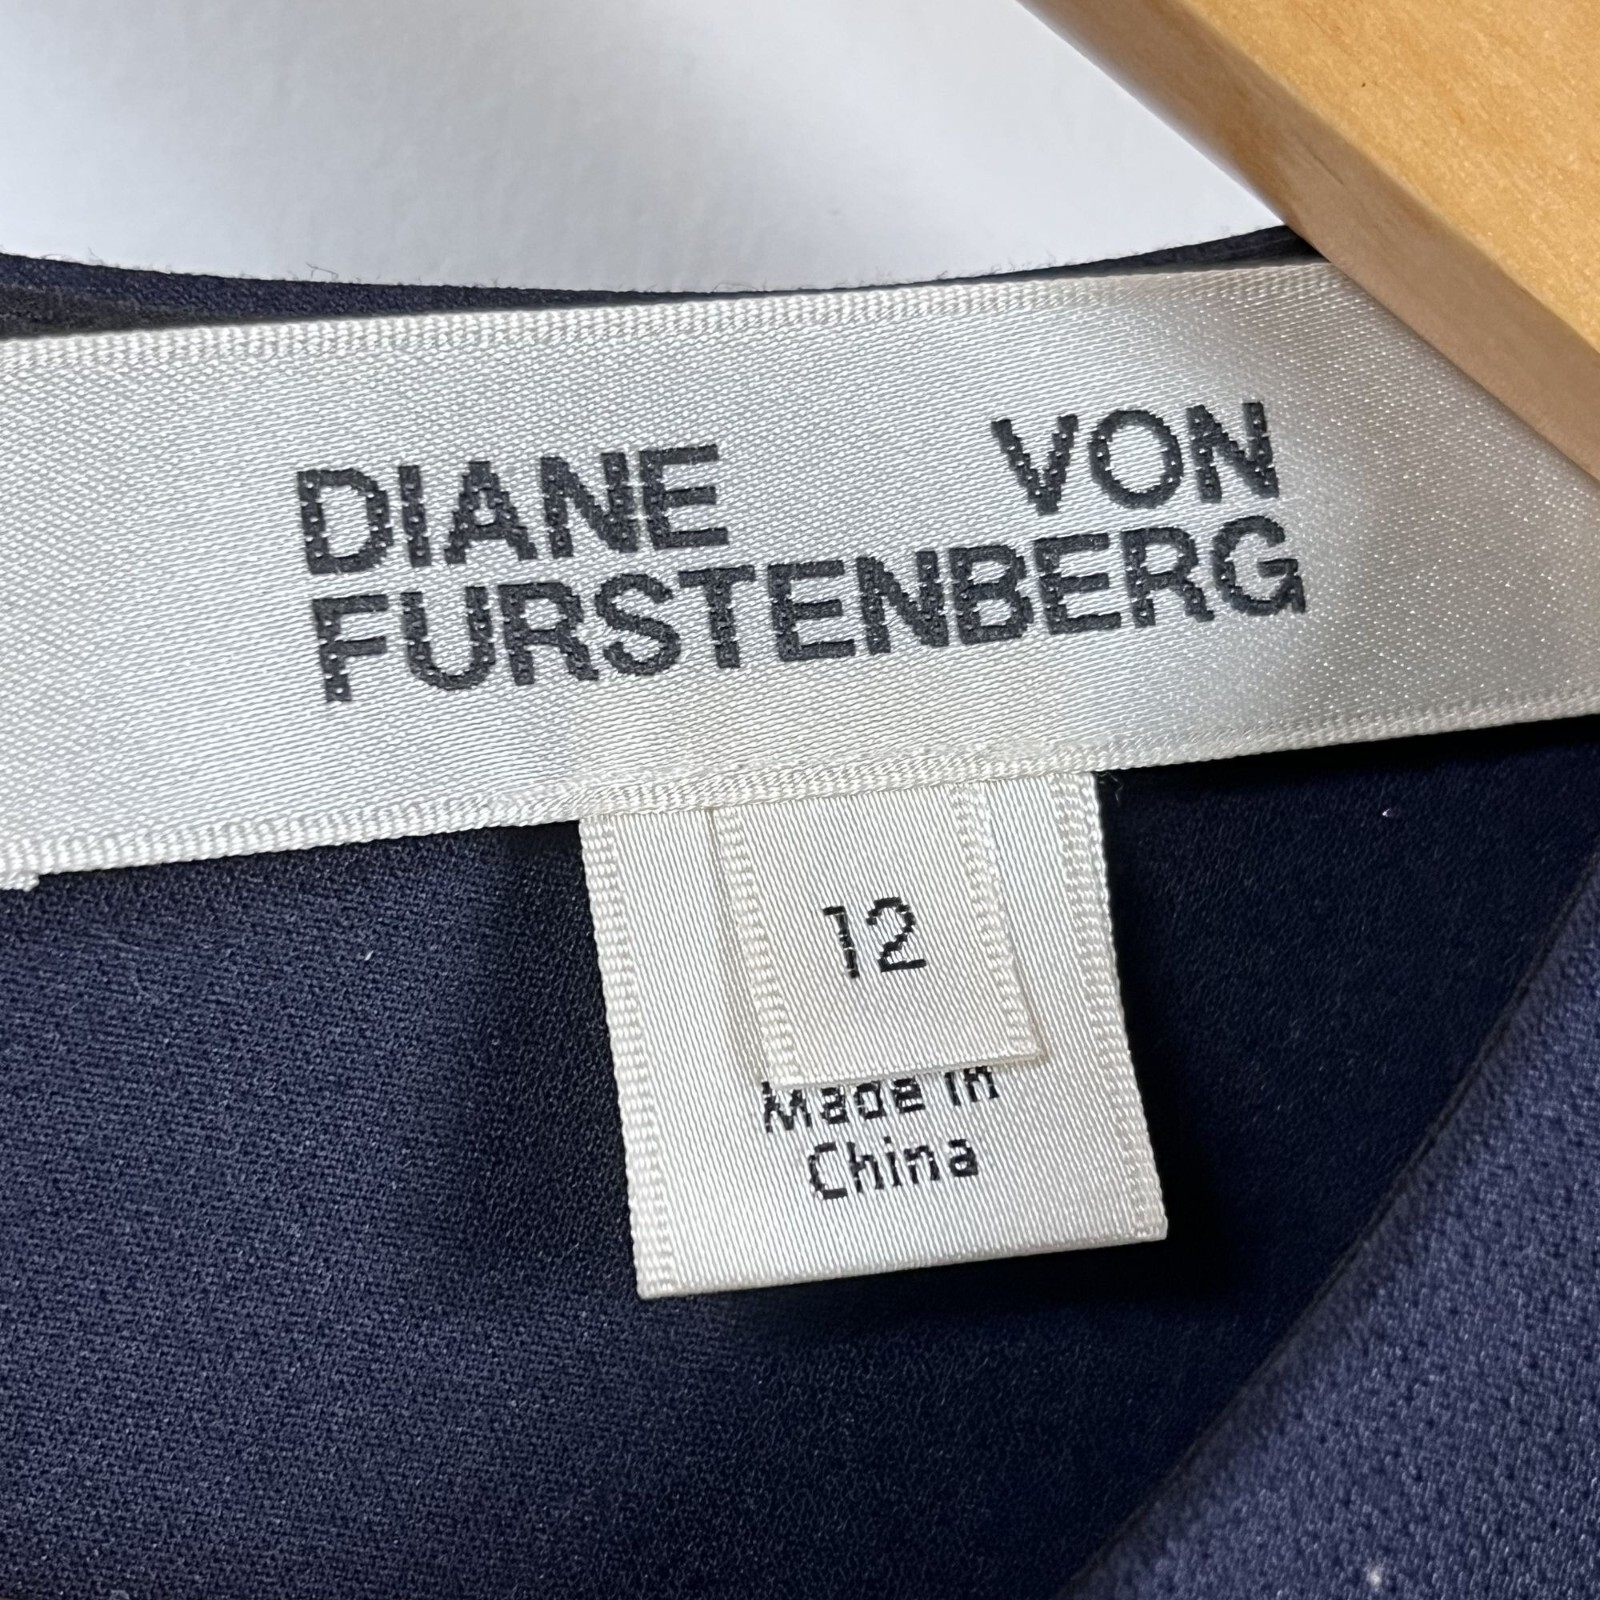 DIANE VON
FURSTENBERG
12
Made in
China